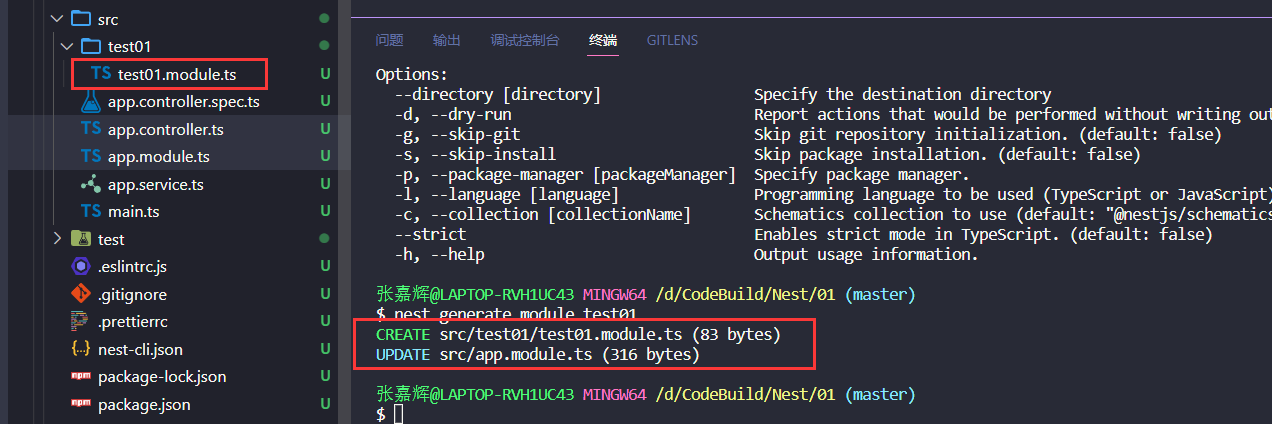 src
test01
TS test01.module.ts U
app.controller.spec.ts U
TS app.controller.ts U
TS app.module.ts U
app.service.ts U
TS main.ts U
test
.eslintrc.js U
.gitignore U
.prettierrc U
{..} nest-cli.json U
npm package-lock.json U
npm package.json U
问题 输出 调试控制台 终端 GITLENS
Options:
--directory [directory] Specify the destination directory
-d, --dry-run Report actions that would be performed without writing out
-g, --skip-git Skip git repository initialization. (default: false)
-s, --skip-install Skip package installation. (default: false)
-p, --package-manager [packageManager] Specify package manager.
-l, --language [language] Programming language to be used (TypeScript or JavaScript)
-c, --collection [collectionName] Schematics collection to use (default: "@nestjs/schematics
--strict Enables strict mode in TypeScript. (default: false)
-h, --help Output usage information.
张嘉辉@LAPTOP-RVH1UC43 MINGW64 /d/CodeBuild/Nest/01 (master)
$ nest generate module test01
CREATE src/test01/test01.module.ts (83 bytes)
UPDATE src/app.module.ts (316 bytes)
张嘉辉@LAPTOP-RVH1UC43 MINGW64 /d/CodeBuild/Nest/01 (master)
$